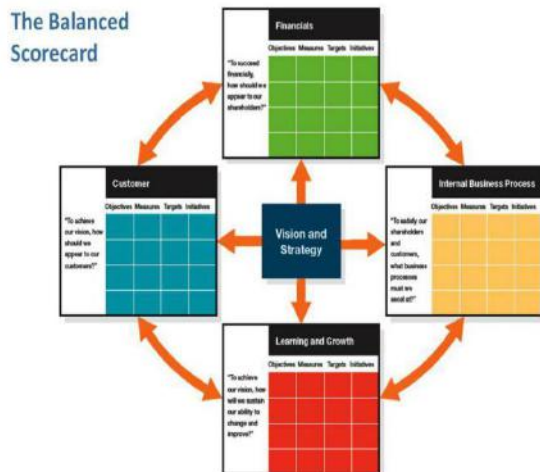 The Balanced
Scorecard
Financials
Objectives Measures Targets Initiatives
"To succeed
financially,
how should we
appear to our
shareholders?"
Customer
Objectives Measures Targets Initiatives
"To achieve
our vision, how
should we
appear to our
customers?"
Vision and
Strategy
Internal Business Process
Objectives Measures Targets Initiatives
"To satisfy our
shareholders
and
customers,
what business
processes
must we
excel at?"
Learning and Growth
Objectives Measures Targets Initiatives
"To achieve
our vision, how
will we sustain
our ability to
change and
improve?"